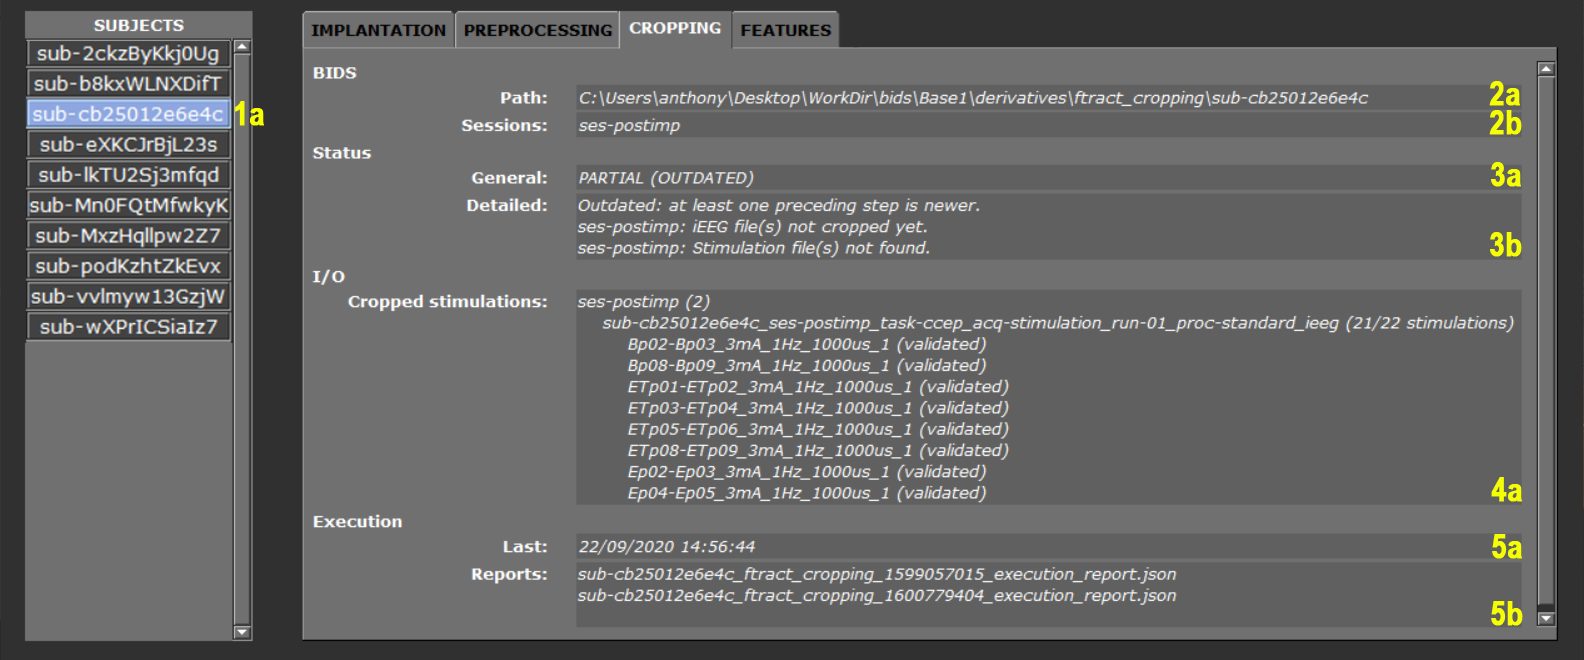 SUBJECTS
sub-2ckzByKkj0Ug
sub-b8kxWLNXDifT
sub-cb25012e6e4c 1a
sub-eXKCJrBjL23s
sub-lkTU2Sj3mfqd
sub-Mn0FQtMfwkyK
sub-MxzHqllpw2Z7
sub-podKzhtZkEvx
sub-vvlmyw13GzjW
sub-wXPrICSiaIz7
IMPLANTATION PREPROCESSING CROPPING FEATURES
BIDS
Path: C:\Users\anthony\Desktop\WorkDir\bids\Base1\derivatives\ftract_cropping\sub-cb25012e6e4c 2a
Sessions: ses-postimp 2b
Status
General: PARTIAL (OUTDATED) 3a
Detailed: Outdated: at least one preceding step is newer.
ses-postimp: iEEG file(s) not cropped yet.
ses-postimp: Stimulation file(s) not found. 3b
I/O
Cropped stimulations: ses-postimp (2)
sub-cb25012e6e4c_ses-postimp_task-ccep_acq-stimulation_run-01_proc-standard_ieeg (21/22 stimulations)
Bp02-Bp03_3mA_1Hz_1000us_1 (validated)
Bp08-Bp09_3mA_1Hz_1000us_1 (validated)
ETp01-ETp02_3mA_1Hz_1000us_1 (validated)
ETp03-ETp04_3mA_1Hz_1000us_1 (validated)
ETp05-ETp06_3mA_1Hz_1000us_1 (validated)
ETp08-ETp09_3mA_1Hz_1000us_1 (validated)
Ep02-Ep03_3mA_1Hz_1000us_1 (validated)
Ep04-Ep05_3mA_1Hz_1000us_1 (validated) 4a
Execution
Last: 22/09/2020 14:56:44 5a
Reports: sub-cb25012e6e4c_ftract_cropping_1599057015_execution_report.json
sub-cb25012e6e4c_ftract_cropping_1600779404_execution_report.json
5b